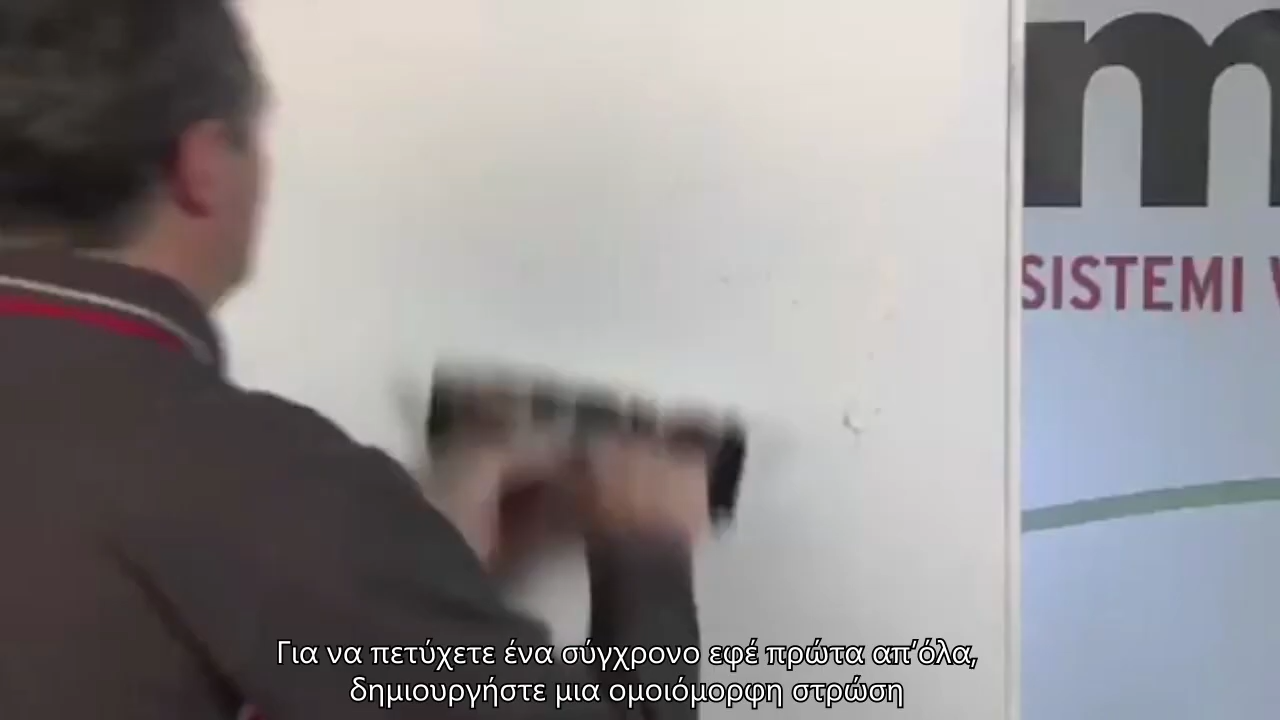 m
SISTEMI
Για να πετύχετε ένα σύγχρονο εφέ πρώτα απ'όλα,
δημιουργήστε μια ομοιόμορφη στρώση